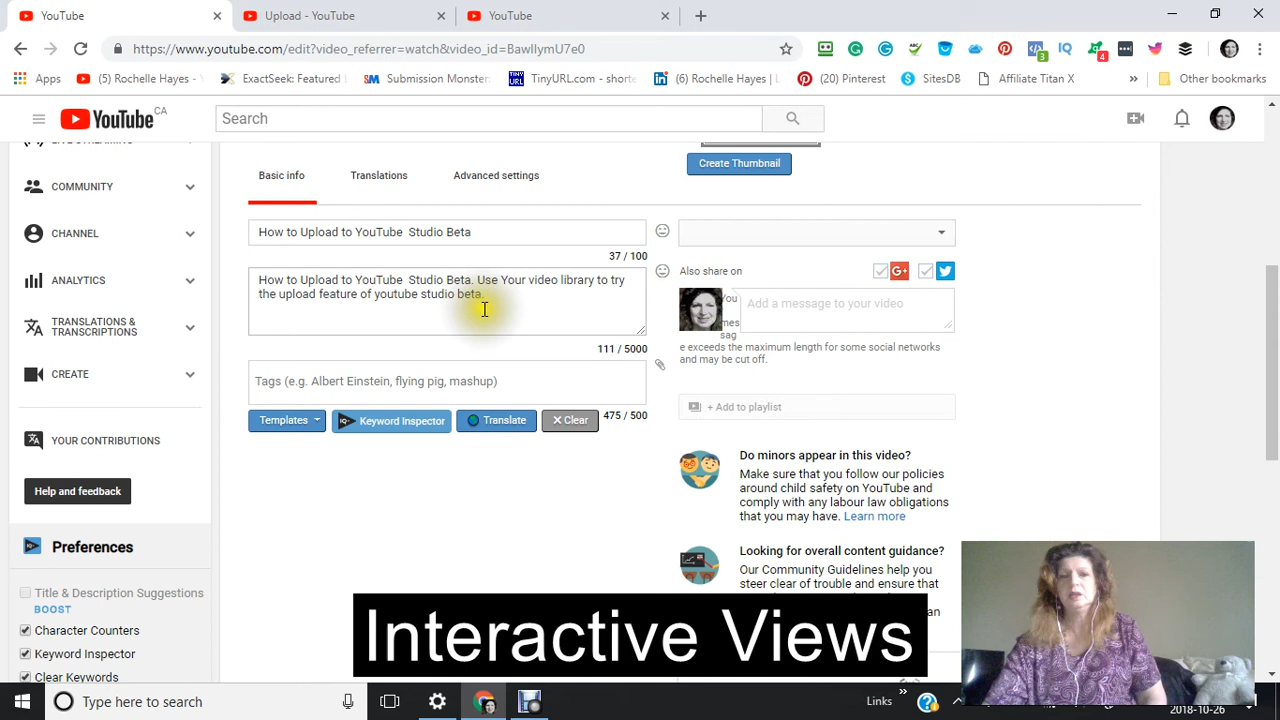 YouTube
Upload - YouTube
YouTube
https://www.youtube.com/edit?video_referrer=watch&video_id=BawIlymU7e0
Apps
(5) Rochelle Hayes -
ExactSeek: Featured
Submission Monster
TinyURL.com - shorte
(6) Rochelle Hayes |
(20) Pinterest
SitesDB
Affiliate Titan X
Other bookmarks
YouTube CA
Search
Create Thumbnail
LIVE STREAMING
COMMUNITY
CHANNEL
ANALYTICS
TRANSLATIONS &
TRANSCRIPTIONS
CREATE
YOUR CONTRIBUTIONS
Help and feedback
Preferences
Title & Description Suggestions
BOOST
Character Counters
Keyword Inspector
Clear Keywords
Basic info
Translations
Advanced settings
How to Upload to YouTube  Studio Beta
37 / 100
How to Upload to YouTube  Studio Beta. Use Your video library to try
the upload feature of youtube studio beta.
111 / 5000
Tags (e.g. Albert Einstein, flying pig, mashup)
Templates
Keyword Inspector
Translate
Clear
475 / 500
Also share on
You
mes
sag
Add a message to your video
e exceeds the maximum length for some social networks
and may be cut off.
+ Add to playlist
Do minors appear in this video?
Make sure that you follow our policies
around child safety on YouTube and
comply with any labour law obligations
that you may have. Learn more
Looking for overall content guidance?
Our Community Guidelines help you
steer clear of trouble and ensure that
an
Interactive Views
Type here to search
Links
2018-10-26